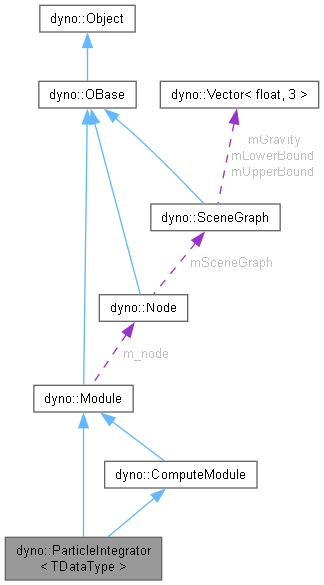 dyno::Object
dyno::OBase
dyno::Vector< float, 3 >
mGravity
mLowerBound
mUpperBound
dyno::SceneGraph
mSceneGraph
dyno::Node
m_node
dyno::Module
dyno::ComputeModule
dyno::ParticleIntegrator
< TDataType >